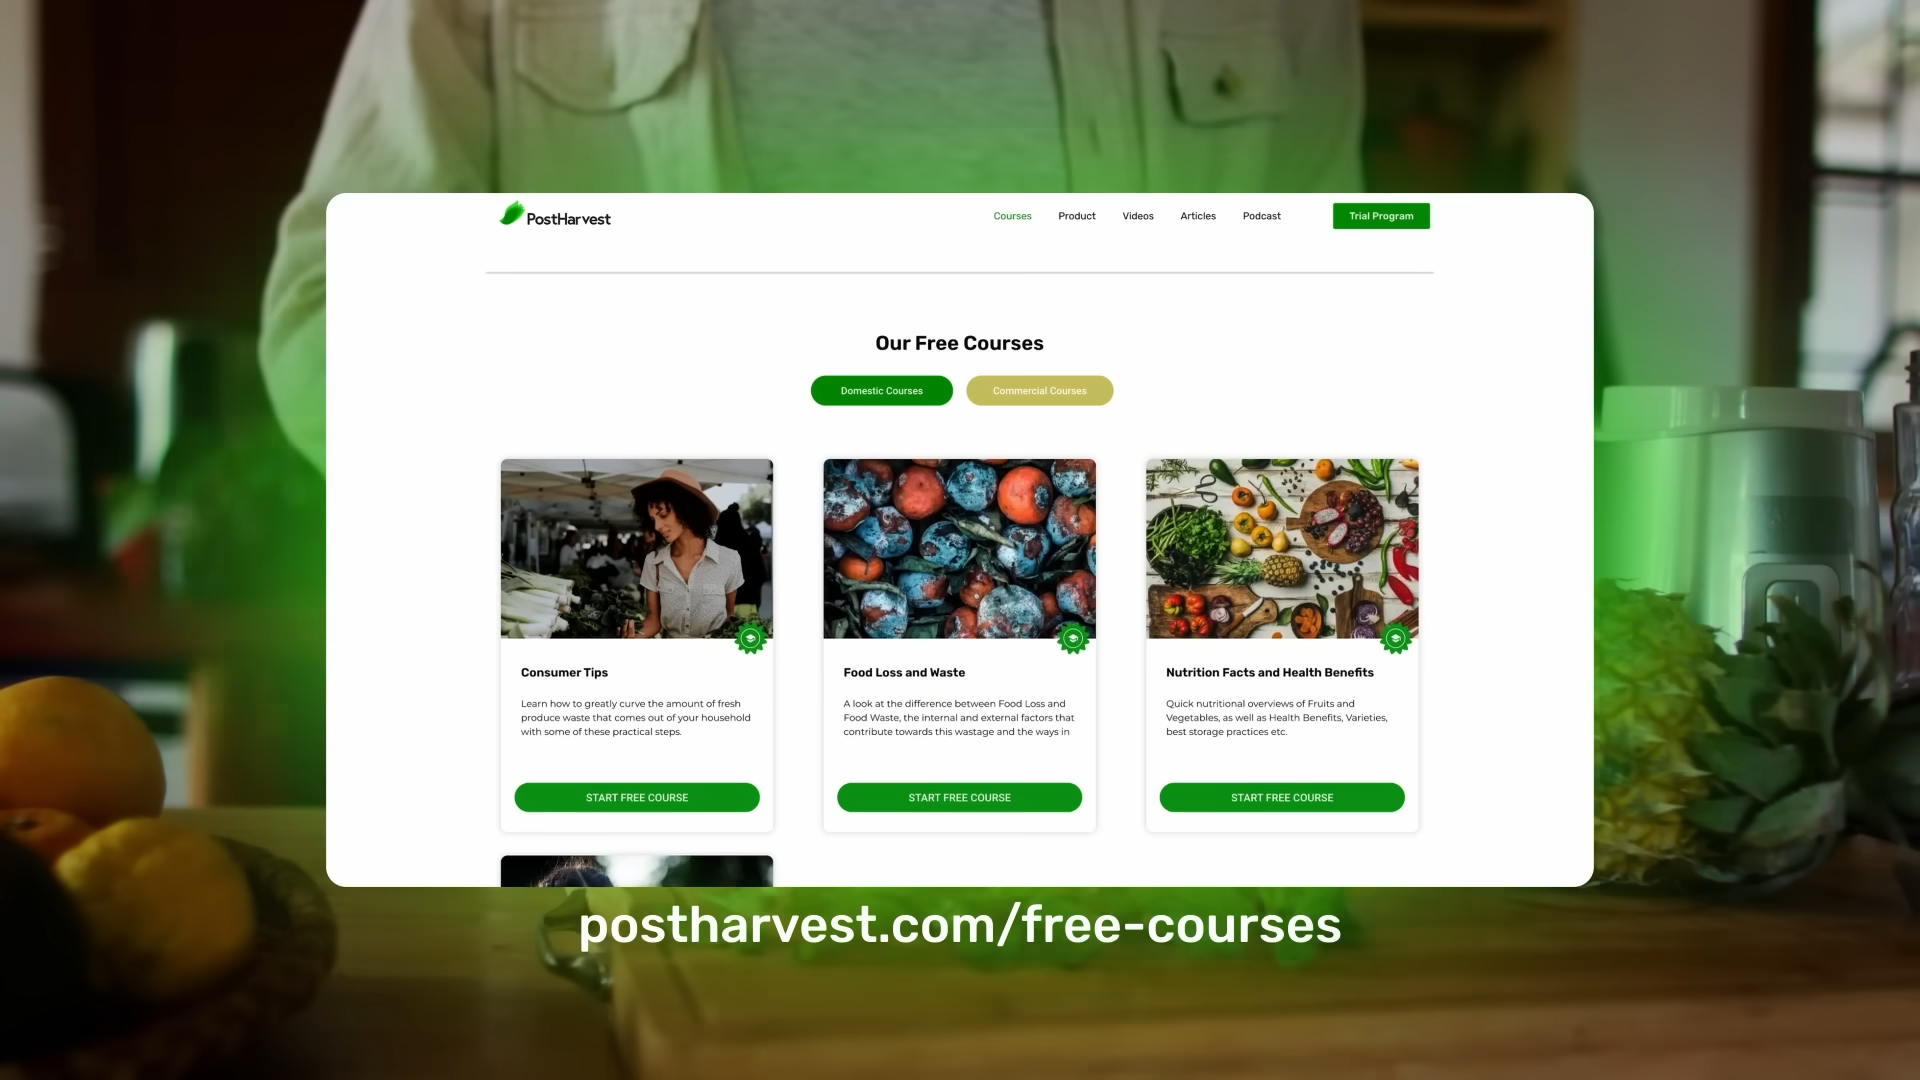 PostHarvest
Courses
Product
Videos
Articles
Podcast
Trial Program
Our Free Courses
Domestic Courses
Commercial Courses
Consumer Tips
Learn how to greatly curve the amount of fresh
produce waste that comes out of your household
with some of these practical steps.
START FREE COURSE
Food Loss and Waste
A look at the difference between Food Loss and
Food Waste, the internal and external factors that
contribute towards this wastage and the ways in
START FREE COURSE
Nutrition Facts and Health Benefits
Quick nutritional overviews of Fruits and
Vegetables, as well as Health Benefits, Varieties,
best storage practices etc.
START FREE COURSE
postharvest.com/free-courses